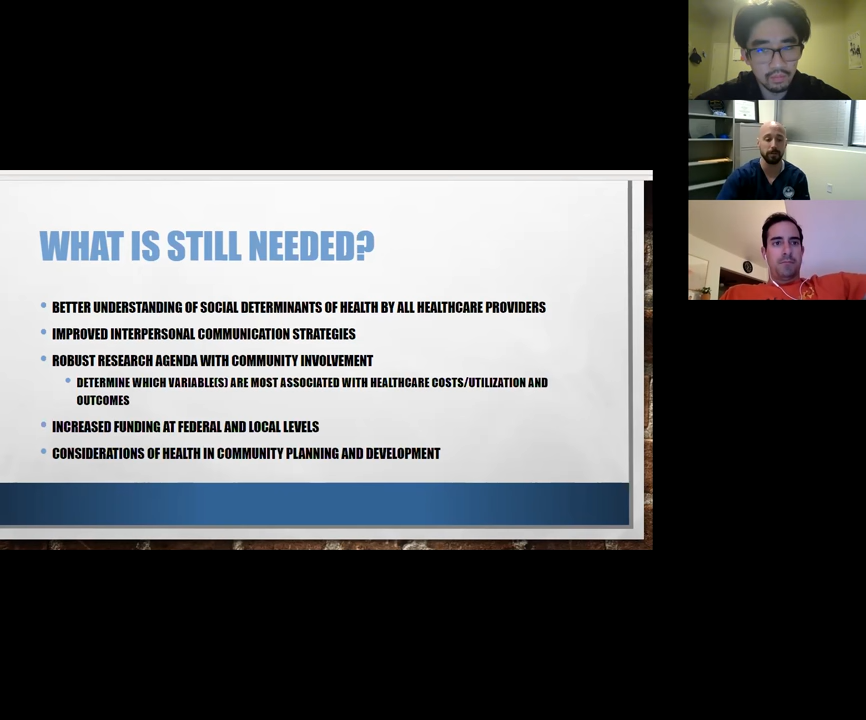 WHAT IS STILL NEEDED?
BETTER UNDERSTANDING OF SOCIAL DETERMINANTS OF HEALTH BY ALL HEALTHCARE PROVIDERS
IMPROVED INTERPERSONAL COMMUNICATION STRATEGIES
ROBUST RESEARCH AGENDA WITH COMMUNITY INVOLVEMENT
DETERMINE WHICH VARIABLE(S) ARE MOST ASSOCIATED WITH HEALTHCARE COSTS/UTILIZATION AND
OUTCOMES
INCREASED FUNDING AT FEDERAL AND LOCAL LEVELS
CONSIDERATIONS OF HEALTH IN COMMUNITY PLANNING AND DEVELOPMENT